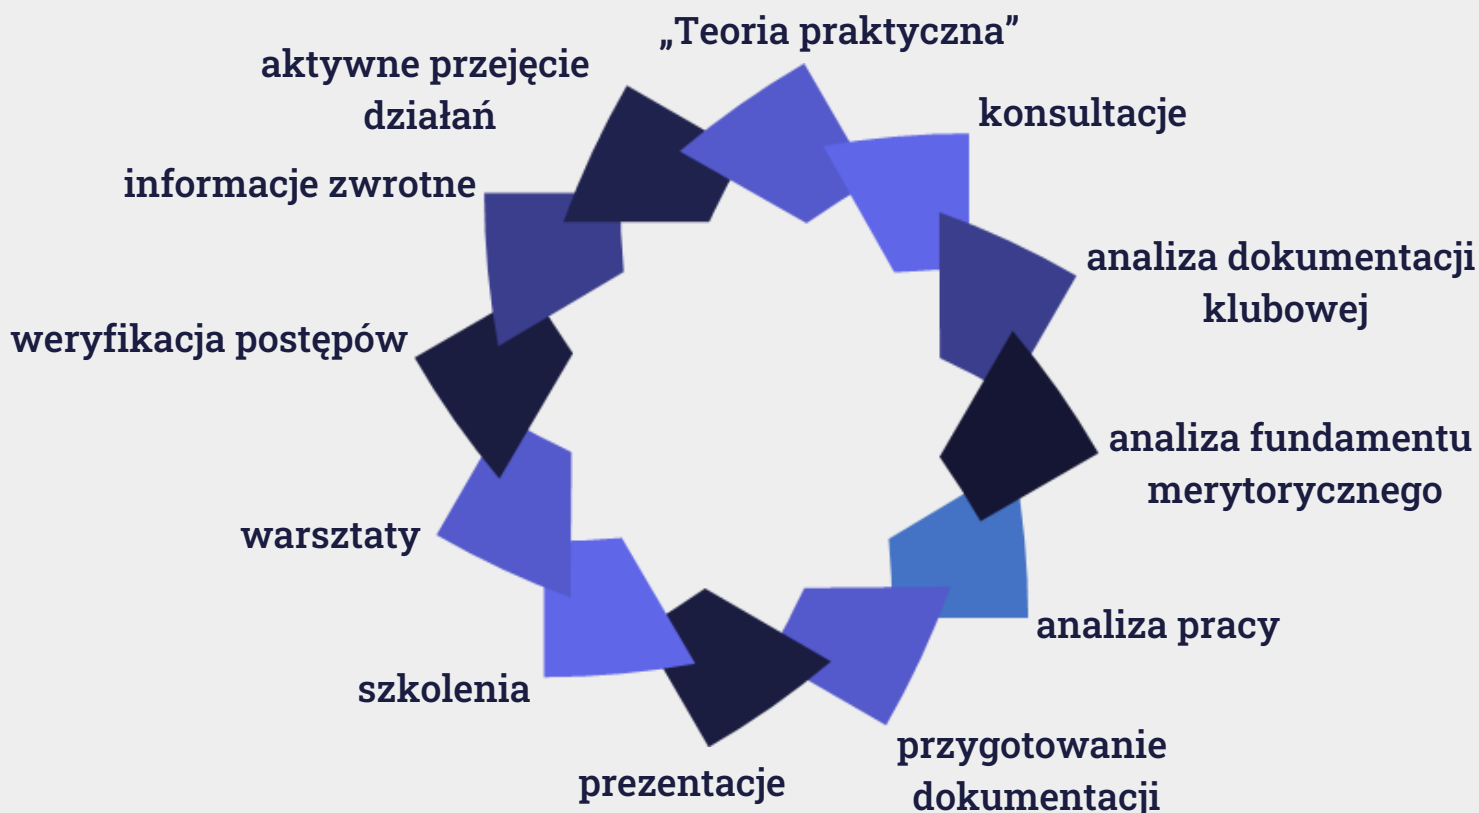 „Teoria praktyczna”
konsultacje
analiza dokumentacji
klubowej
analiza fundamentu
merytorycznego
analiza pracy
przygotowanie
dokumentacji
prezentacje
szkolenia
warsztaty
weryfikacja postępów
informacje zwrotne
aktywne przejęcie
działań